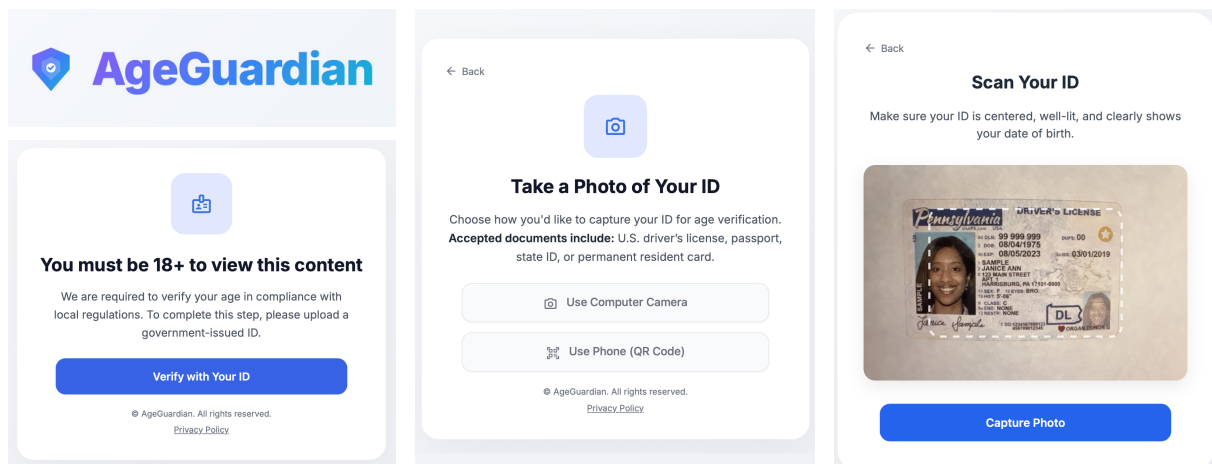 AgeGuardian
You must be 18+ to view this content
We are required to verify your age in compliance with
local regulations. To complete this step, please upload a
government-issued ID.
Verify with Your ID
© AgeGuardian. All rights reserved.
Privacy Policy
Back
Take a Photo of Your ID
Choose how you'd like to capture your ID for age verification.
Accepted documents include: U.S. driver's license, passport,
state ID, or permanent resident card.
Use Computer Camera
Use Phone (QR Code)
© AgeGuardian. All rights reserved.
Privacy Policy
Back
Scan Your ID
Make sure your ID is centered, well-lit, and clearly shows
your date of birth.
Pennsylvania
DRIVER'S LICENSE
USA
DLN: 99 999 999
DUPS: 00
DOB: 08/04/1975
EXP: 08/05/2023
ISS: 03/01/2019
SAMPLE
JANICE ANN
123 MAIN STREET
APT. 1
HARRISBURG, PA 17101-0000
SEX: F EYES: BRO
HGT: 5'-06"
CLASS: C
END: NONE
RESTR: NONE
SAMPLE
DL
Janice Sample
ORGAN DONOR
Capture Photo